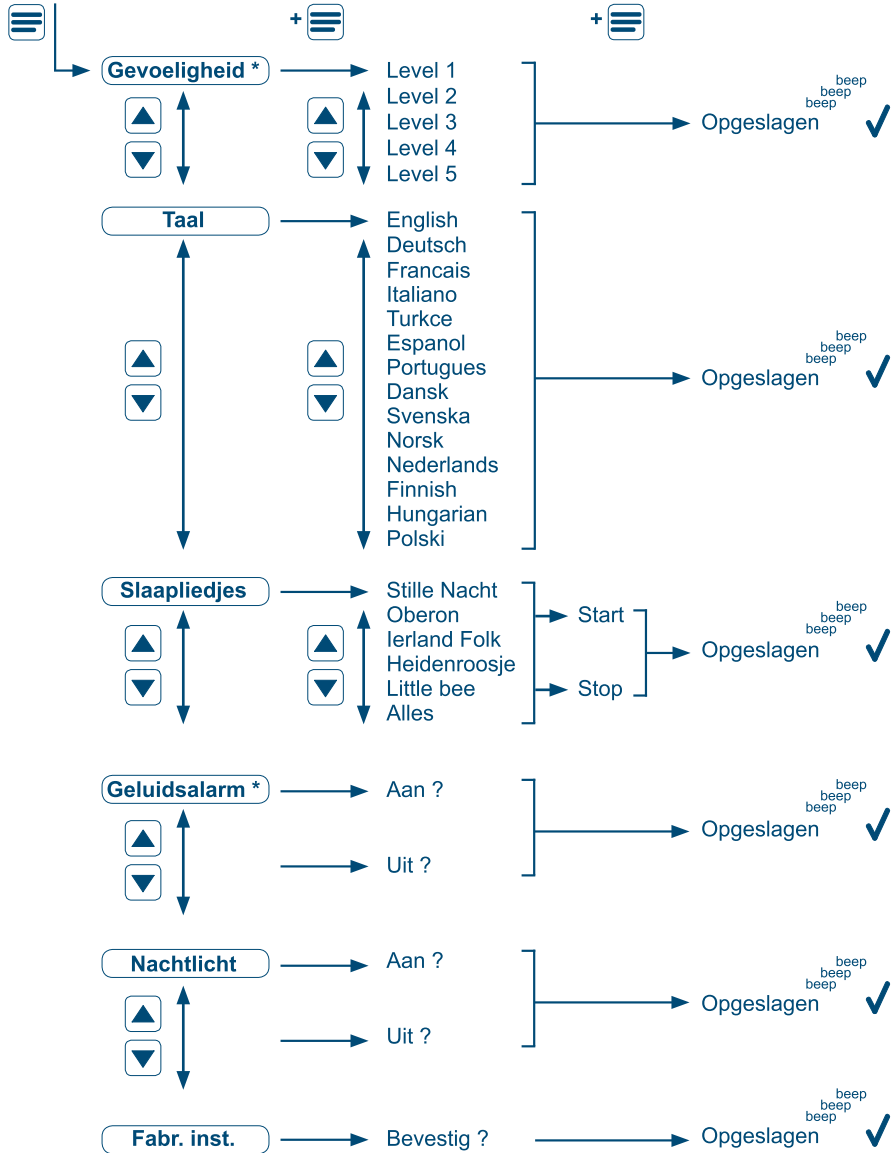 +
+
Gevoeligheid *
Level 1
Level 2
Level 3
Level 4
Level 5
Opgeslagen
beep
beep
beep
Taal
English
Deutsch
Francais
Italiano
Turkce
Espanol
Portugues
Dansk
Svenska
Norsk
Nederlands
Finnish
Hungarian
Polski
Opgeslagen
beep
beep
beep
Slaapliedjes
Stille Nacht
Oberon
Ierland Folk
Heidenroosje
Little bee
Alles
Start
Stop
Opgeslagen
beep
beep
beep
Geluidsalarm *
Aan ?
Uit ?
Opgeslagen
beep
beep
beep
Nachtlicht
Aan ?
Uit ?
Opgeslagen
beep
beep
beep
Fabr. inst.
Bevestig ?
Opgeslagen
beep
beep
beep